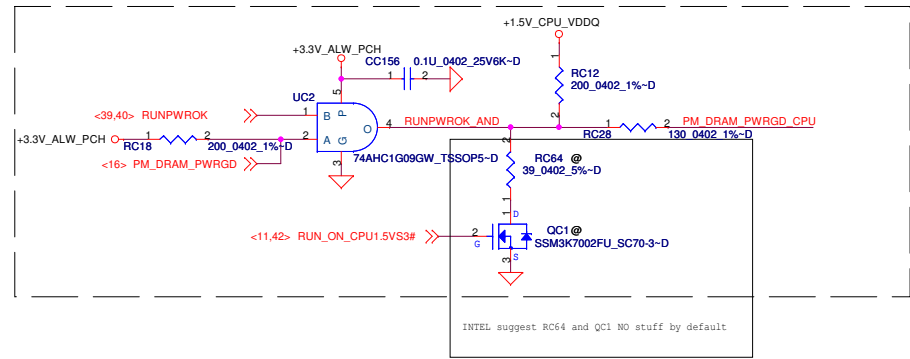 +1.5V_CPU_VDDQ
+3.3V_ALW_PCH
CC156 0.1U_0402_25V6K~D
1 2
1
RC12
200_0402_1%~D
2
UC2
5
P
<39,40> RUNPWROK
1 B
O 4
RUNPWROK_AND
+3.3V_ALW_PCH
1 2
RC18 200_0402_1%~D
2 A
G
3
74AHC1G09GW_TSSOP5~D
<16> PM_DRAM_PWRGD
1 2
RC28 130_0402_1%~D
PM_DRAM_PWRGD_CPU
2
RC64 @
39_0402_5%~D
1
1 D
<11,42> RUN_ON_CPU1.5VS3#
2
G
QC1 @
SSM3K7002FU_SC70-3~D
S
3
INTEL suggest RC64 and QC1 NO stuff by default